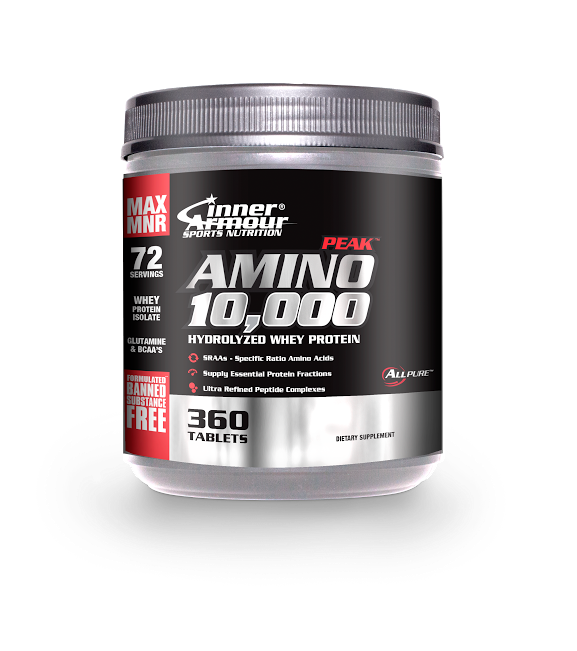 MAX
MNR
72
SERVINGS
WHEY
PROTEIN
ISOLATE
GLUTAMINE
& BCAA'S
FORMULATED
BANNED
SUBSTANCE
FREE
inner®
Armour
SPORTS NUTRITION
PEAK™
AMINO
10,000
HYDROLYZED WHEY PROTEIN
SRAAs - Specific Ratio Amino Acids
Supply Essential Protein Fractions
Ultra Refined Peptide Complexes
ALLPURE™
360
TABLETS
DIETARY SUPPLEMENT